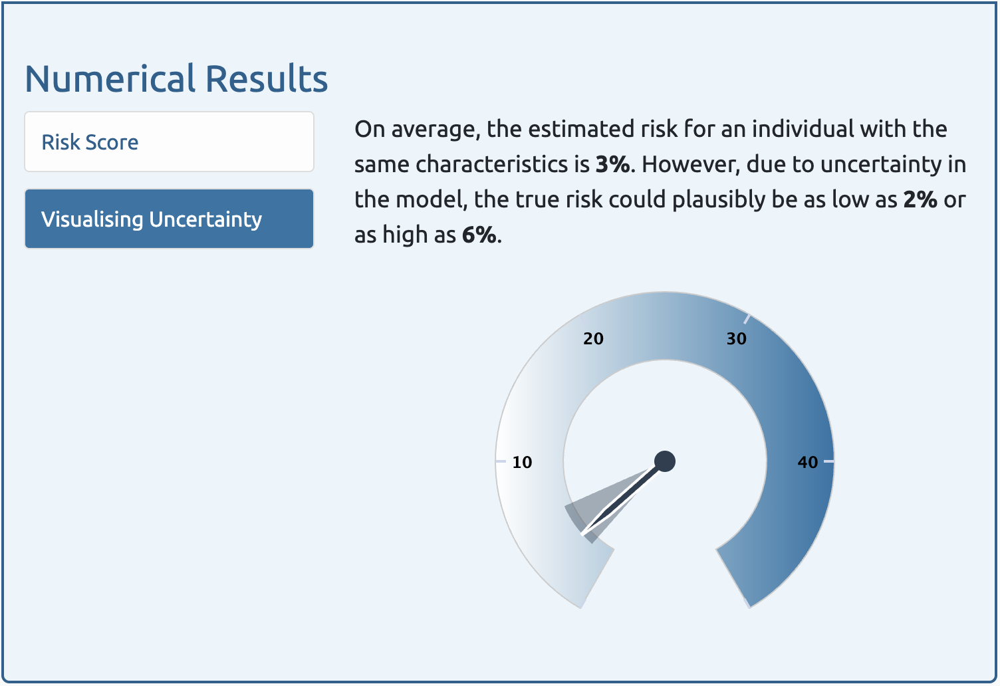 Numerical Results
Risk Score
Visualising Uncertainty
On average, the estimated risk for an individual with the
same characteristics is 3%. However, due to uncertainty in
the model, the true risk could plausibly be as low as 2% or
as high as 6%.
20
30
10
40